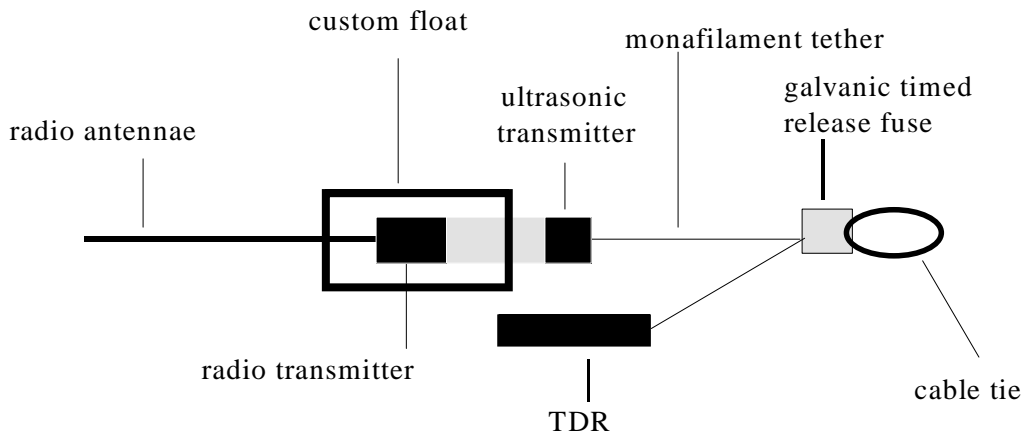 custom float
monafilament tether
ultrasonic
transmitter
galvanic timed
release fuse
radio antennae
radio transmitter
TDR
cable tie